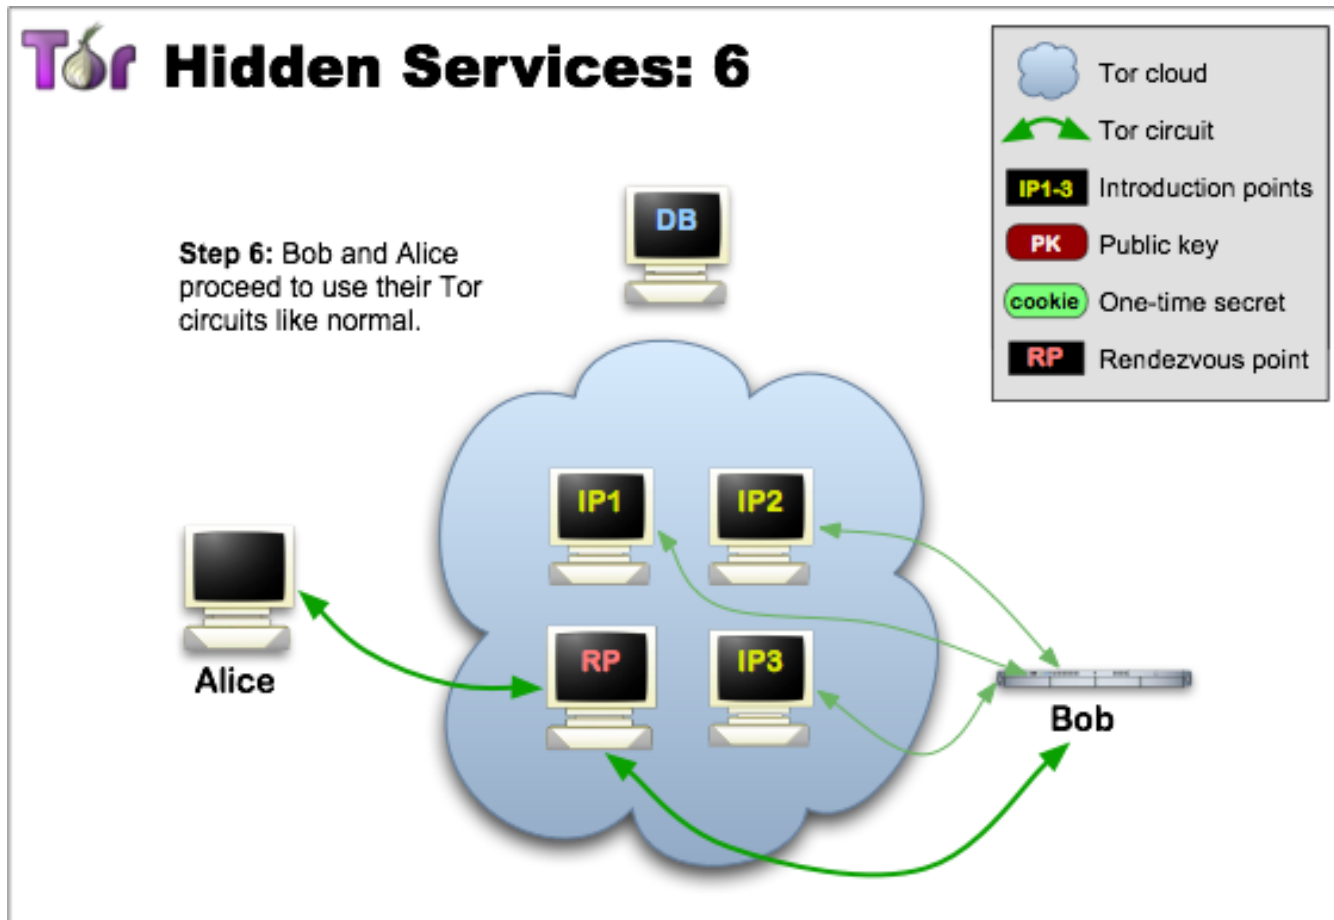 Tor Hidden Services: 6
Tor cloud
Tor circuit
IP1-3 Introduction points
PK Public key
cookie One-time secret
RP Rendezvous point
DB
Step 6: Bob and Alice
proceed to use their Tor
circuits like normal.
IP1 IP2
Alice
RP IP3
Bob